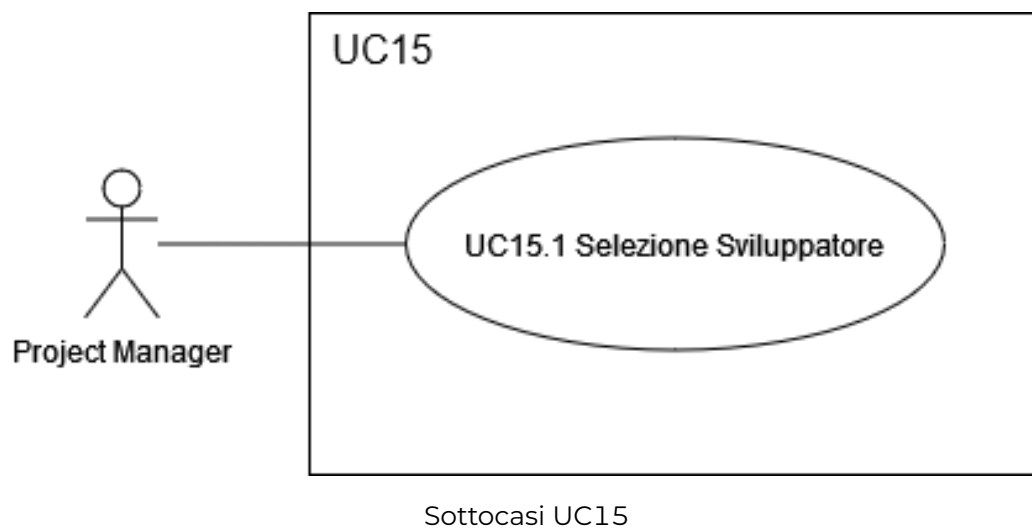 UC15
UC15.1 Selezione Sviluppatore
Project Manager
Sottocasi UC15